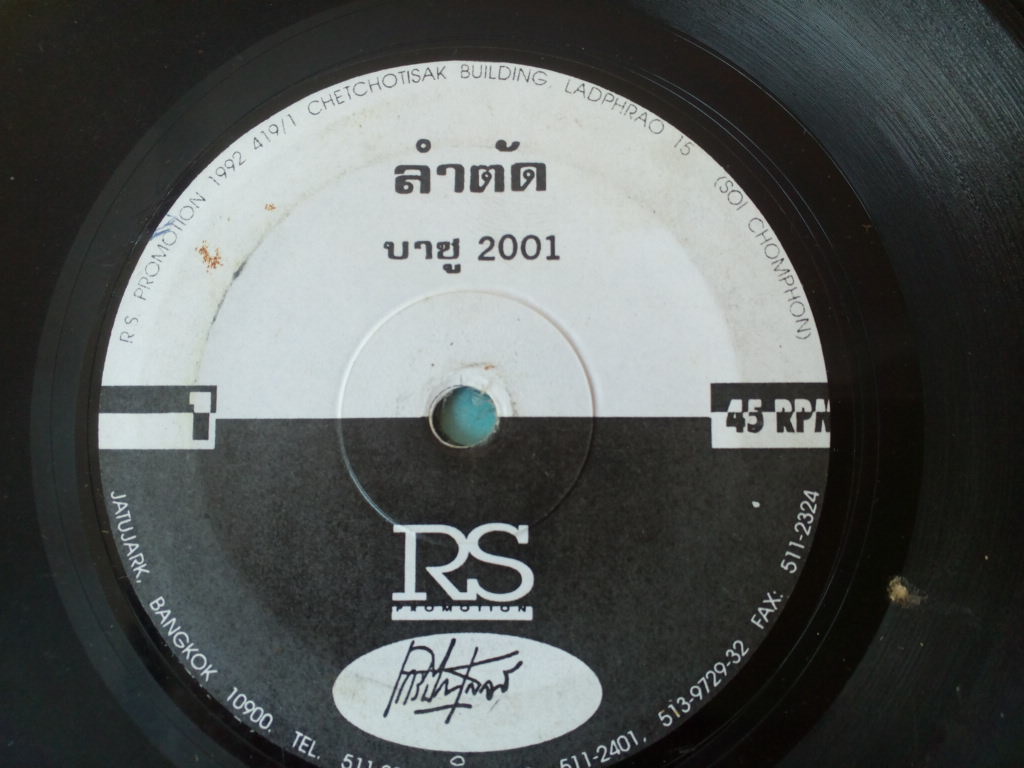 RS PROMOTION 1992 419/1 CHETCHOTISAK BUILDING, LADPHRAO 15 (SOI CHOMPHON)
ลำตัด
บาซู 2001
1
45 RPM
RS
PROMOTION
JATUJARK, BANGKOK 10900. TEL. 511-2401, 513-9729-32 FAX: 511-2324